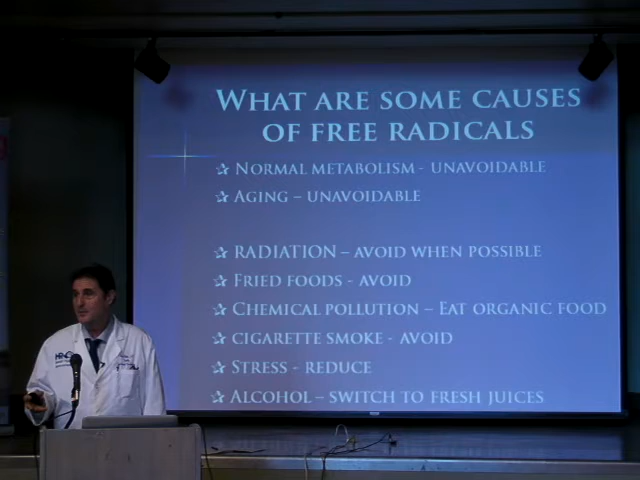 What are some causes
of free radicals
✰ Normal metabolism - unavoidable
✰ Aging – unavoidable
✰ RADIATION – avoid when possible
✰ Fried foods - avoid
✰ Chemical pollution – Eat organic food
✰ cigarette smoke - avoid
✰ Stress - reduce
✰ Alcohol – switch to fresh juices